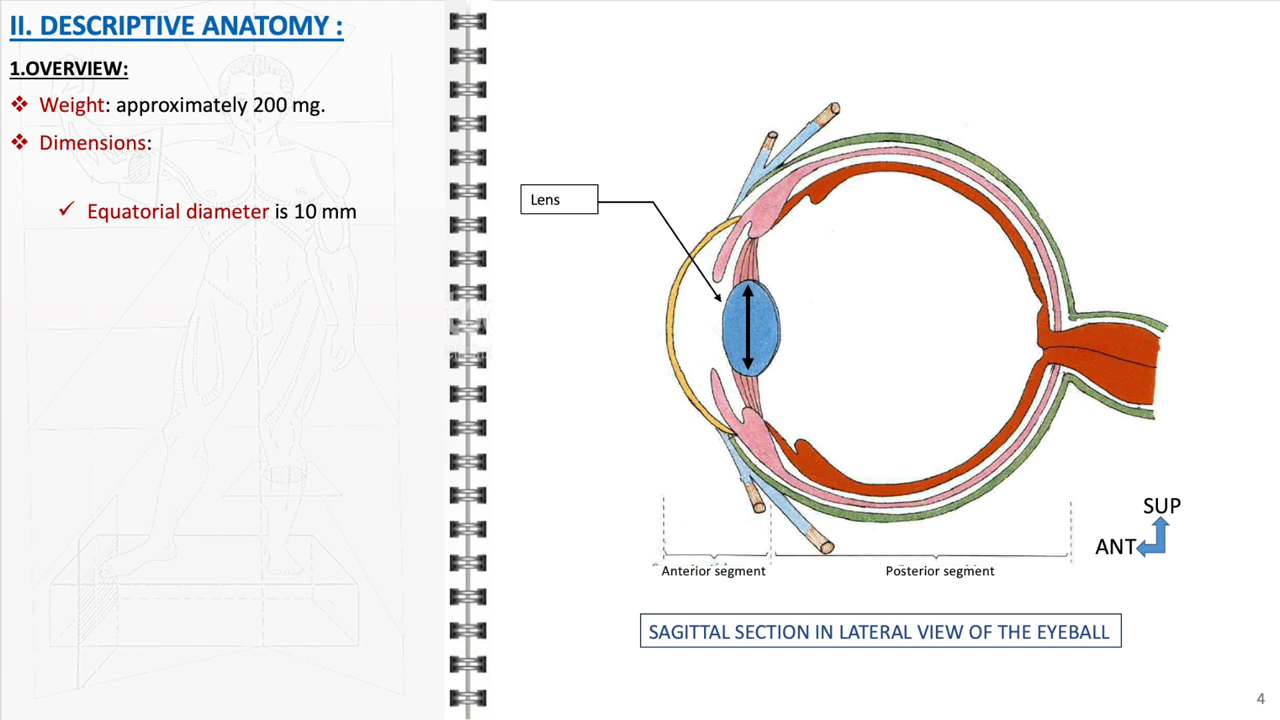 II. DESCRIPTIVE ANATOMY :
1.OVERVIEW:
❖ Weight: approximately 200 mg.
❖ Dimensions:
✓ Equatorial diameter is 10 mm
Lens
SUP
ANT
Anterior segment
Posterior segment
SAGITTAL SECTION IN LATERAL VIEW OF THE EYEBALL
4